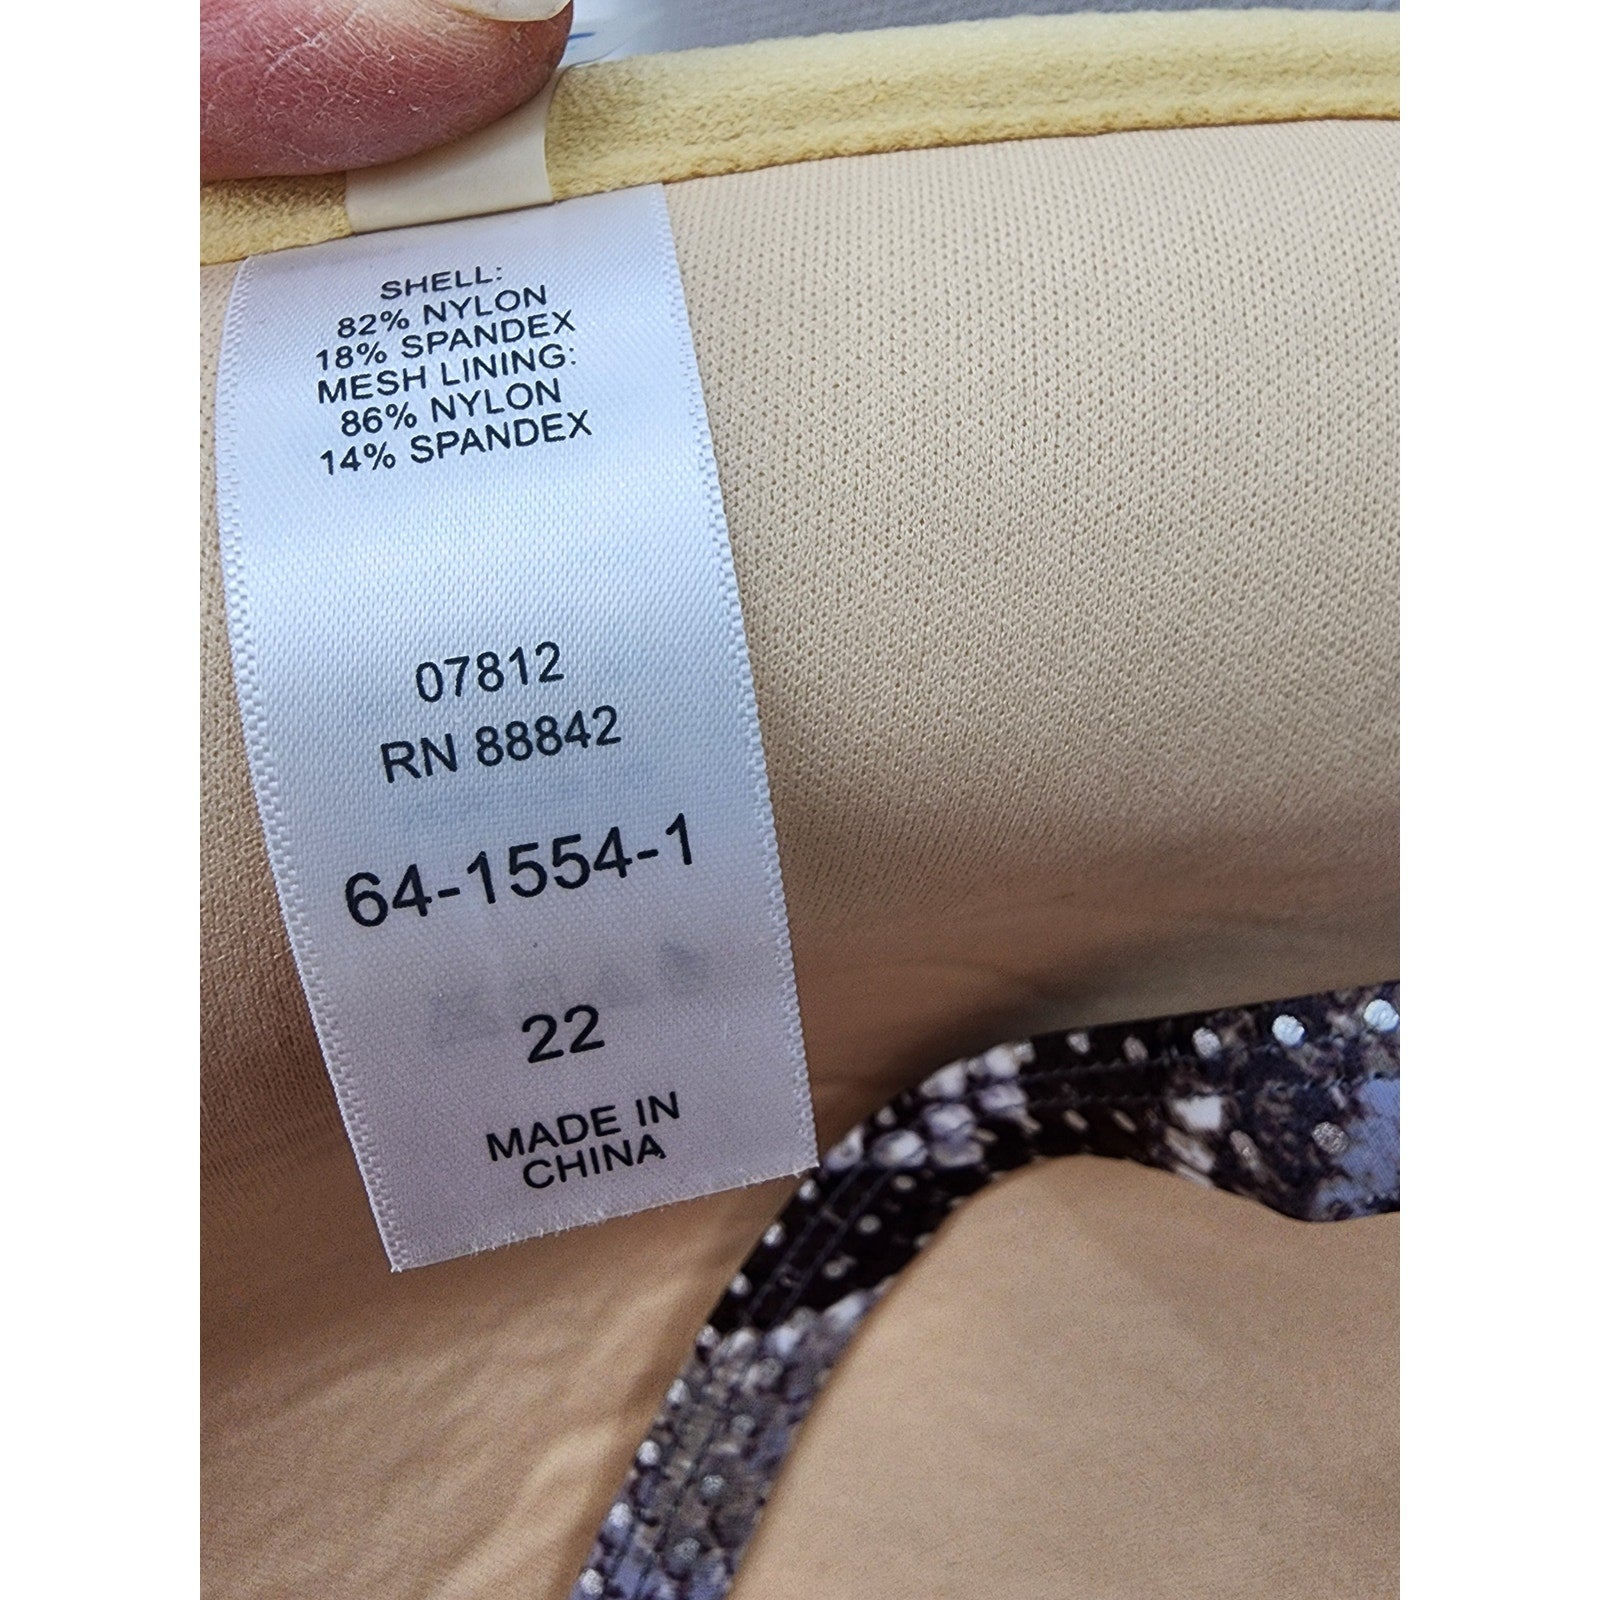 SHELL:
82% NYLON
18% SPANDEX
MESH LINING:
86% NYLON
14% SPANDEX
07812
RN 88842
64-1554-1
22
MADE IN
CHINA